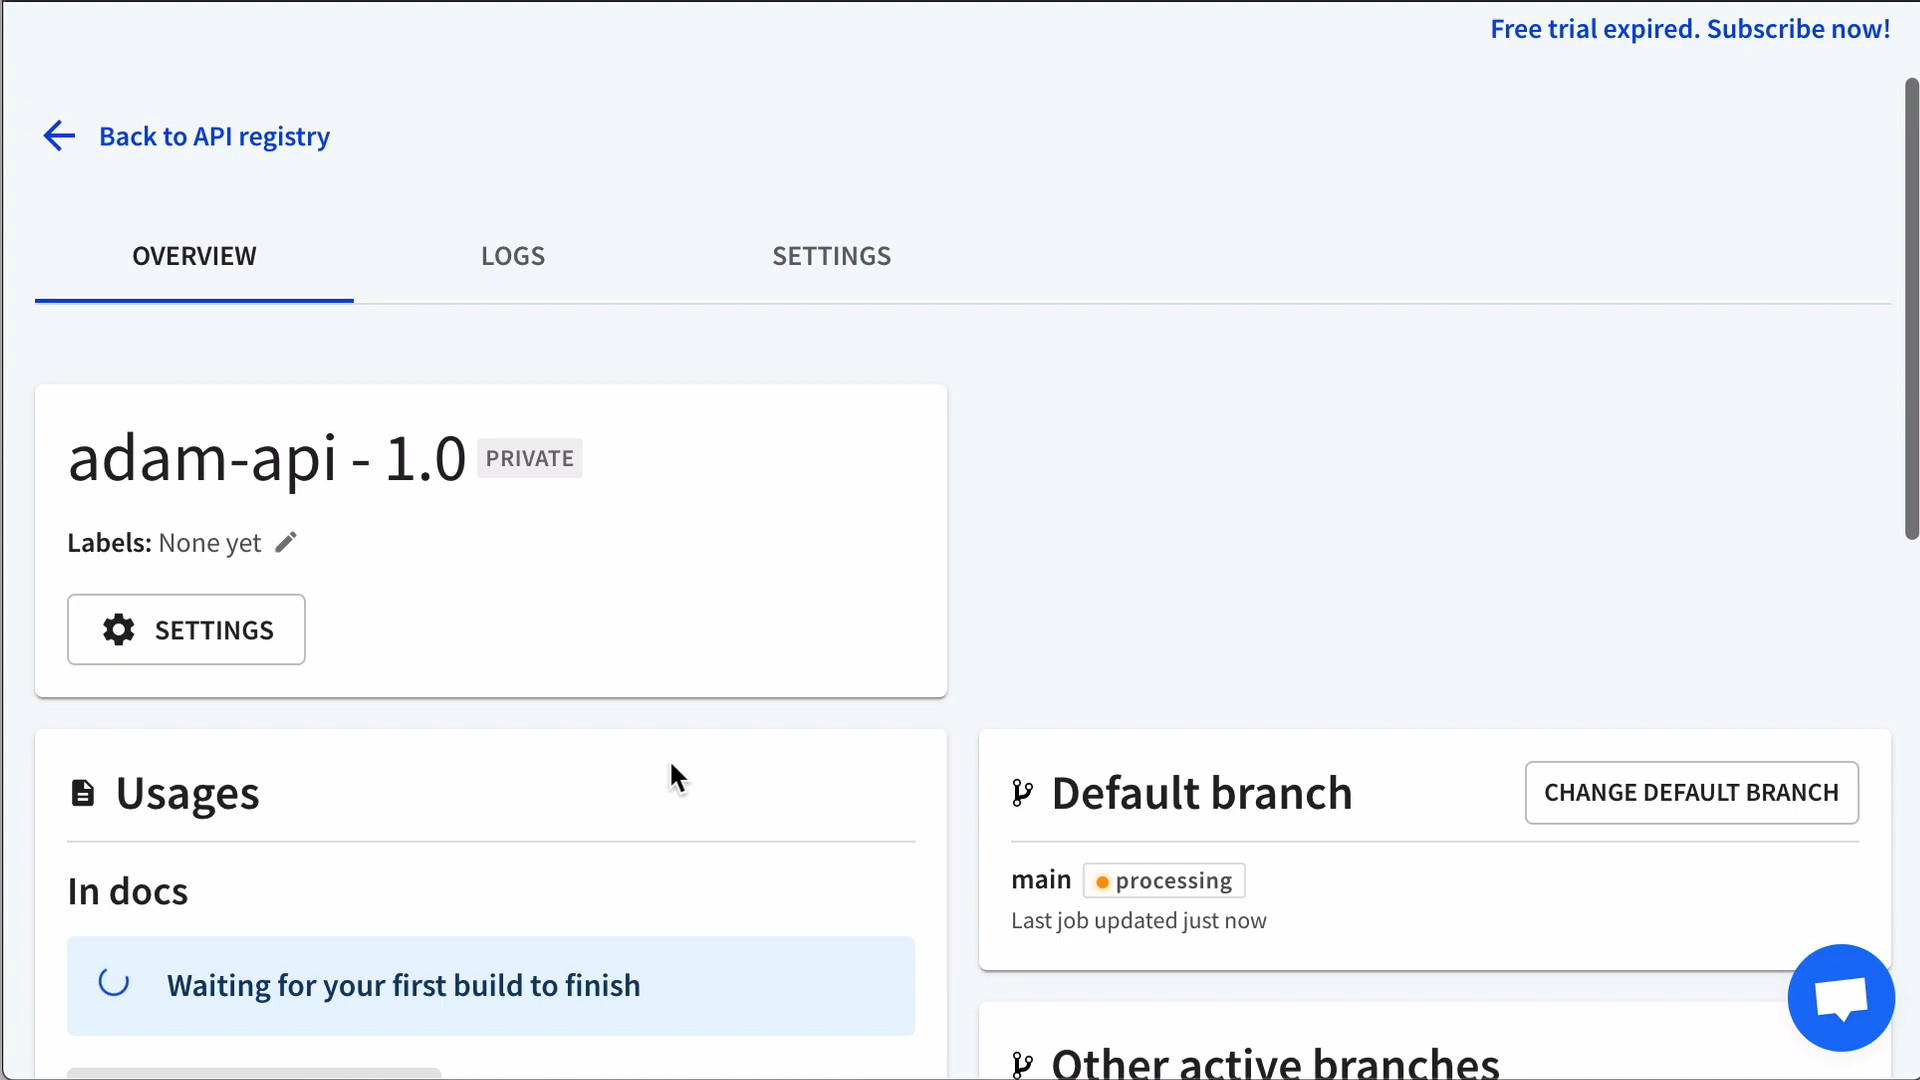 Free trial expired. Subscribe now!
Back to API registry
OVERVIEW
LOGS
SETTINGS
adam-api - 1.0 PRIVATE
Labels: None yet
SETTINGS
Usages
In docs
Waiting for your first build to finish
Default branch
CHANGE DEFAULT BRANCH
main processing
Last job updated just now
Other active branches